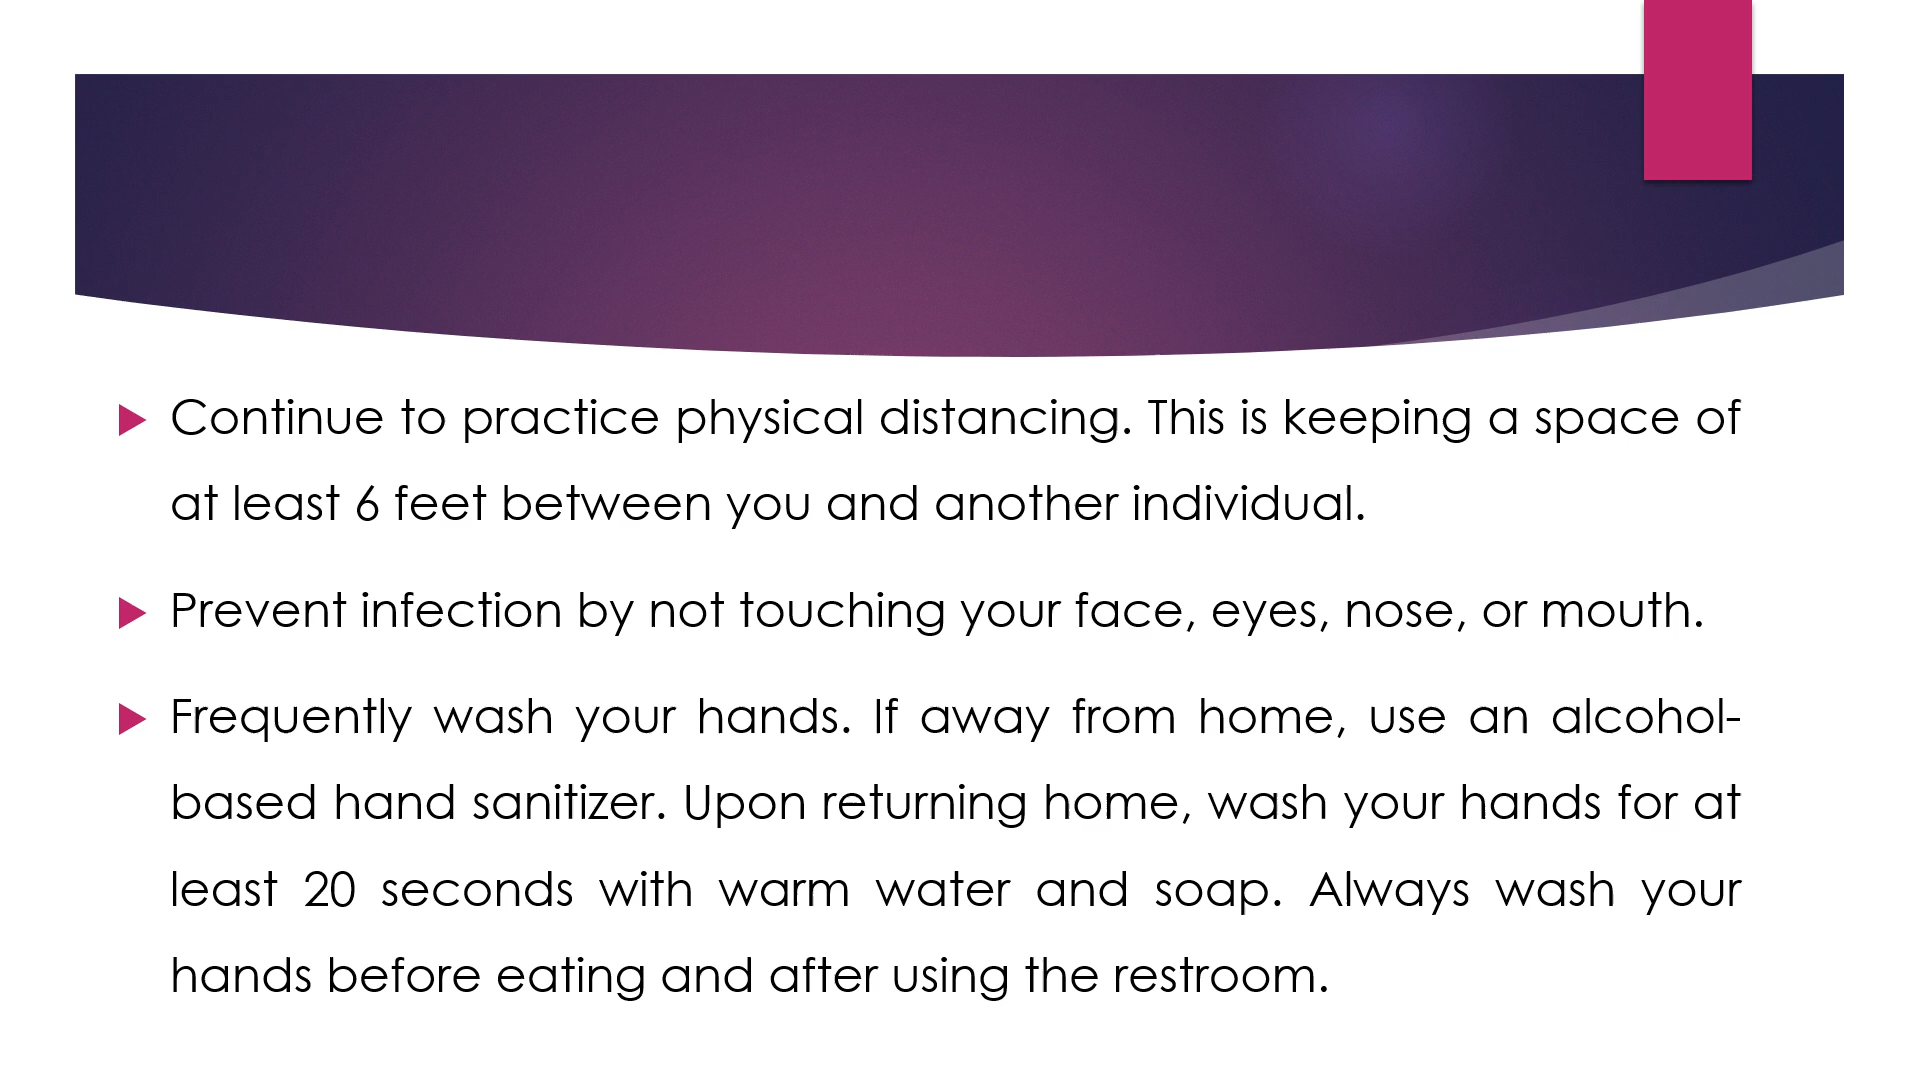 Continue to practice physical distancing. This is keeping a space of
at least 6 feet between you and another individual.
Prevent infection by not touching your face, eyes, nose, or mouth.
Frequently wash your hands. If away from home, use an alcohol-
based hand sanitizer. Upon returning home, wash your hands for at
least 20 seconds with warm water and soap. Always wash your
hands before eating and after using the restroom.